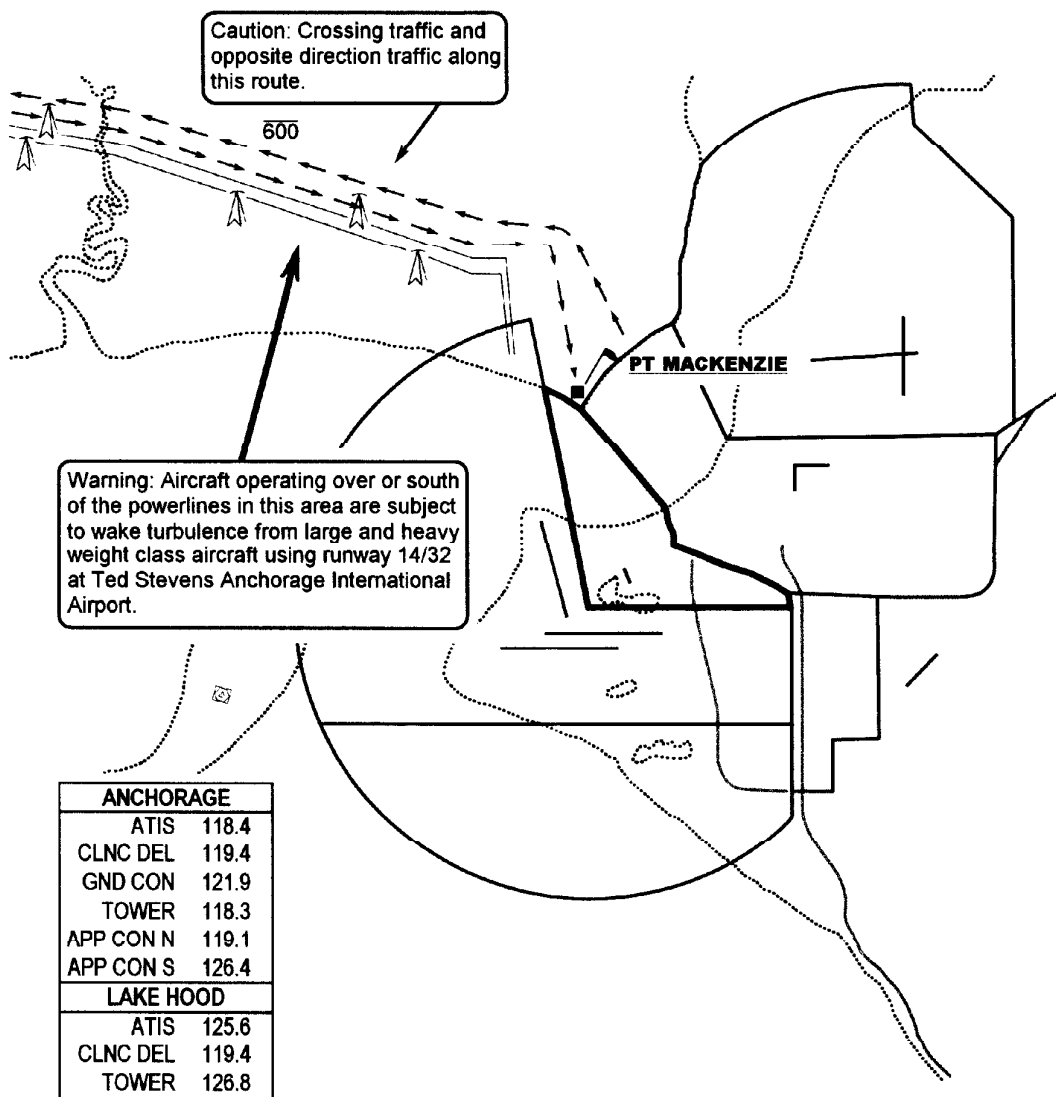 Caution: Crossing traffic and
opposite direction traffic along
this route.
600
PT MACKENZIE
Warning: Aircraft operating over or south
of the powerlines in this area are subject
to wake turbulence from large and heavy
weight class aircraft using runway 14/32
at Ted Stevens Anchorage International
Airport.
ANCHORAGE
ATIS 118.4
CLNC DEL 119.4
GND CON 121.9
TOWER 118.3
APP CON N 119.1
APP CON S 126.4
LAKE HOOD
ATIS 125.6
CLNC DEL 119.4
TOWER 126.8